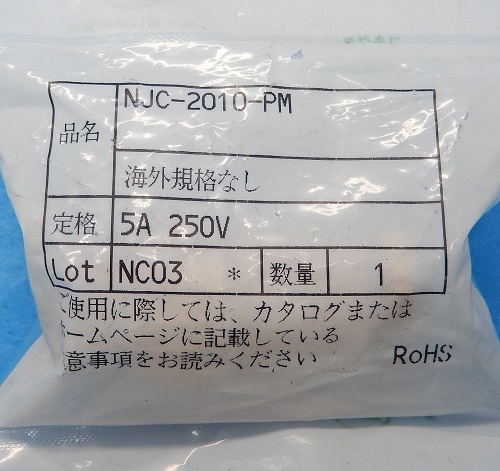 品名 NJC-2010-PM
海外規格なし
定格 5A 250V
Lot NC03 * 数量 1
ご使用に際しては、カタログまたは
ホームページに記載している
注意事項をお読みください
RoHS